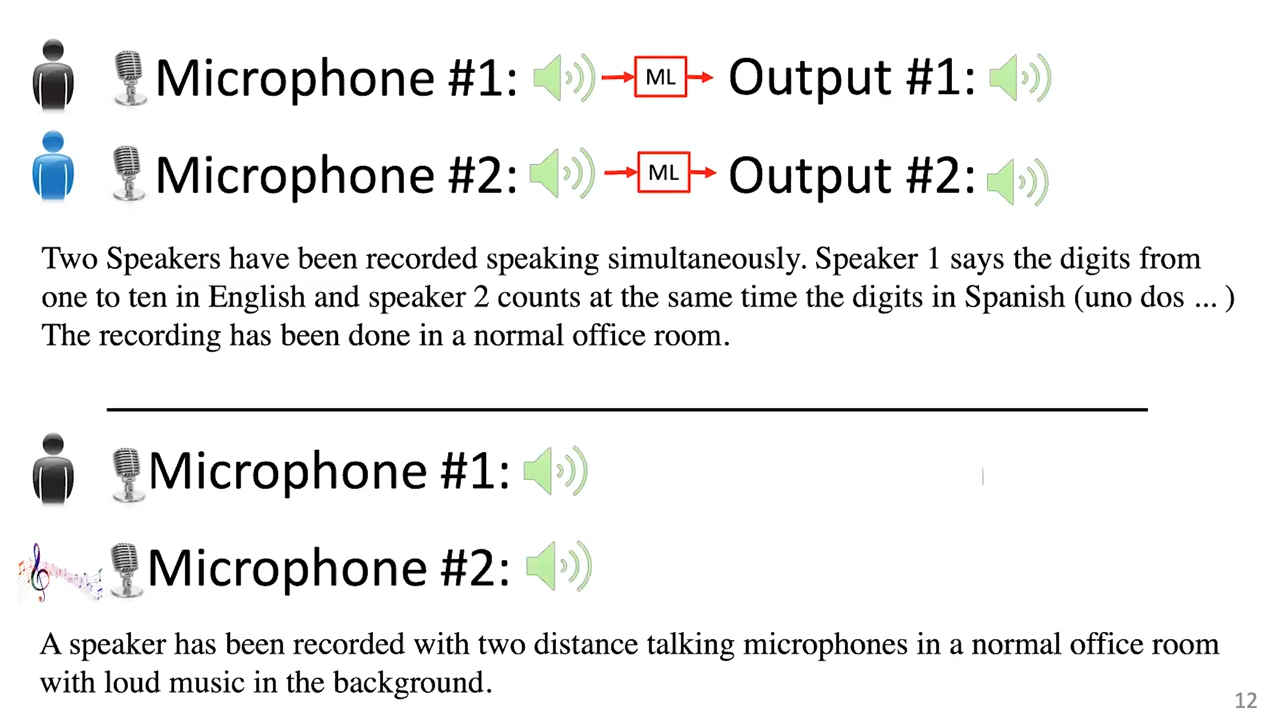 Microphone #1: ML Output #1:
Microphone #2: ML Output #2:
Two Speakers have been recorded speaking simultaneously. Speaker 1 says the digits from
one to ten in English and speaker 2 counts at the same time the digits in Spanish (uno dos ... )
The recording has been done in a normal office room.
Microphone #1:
Microphone #2:
A speaker has been recorded with two distance talking microphones in a normal office room
with loud music in the background.
12